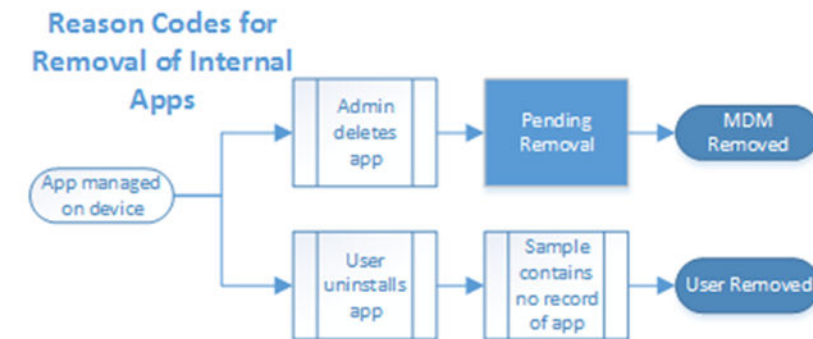 Reason Codes for
Removal of Internal
Apps
App managed
on device
Admin
deletes
app
Pending
Removal
MDM
Removed
User
uninstalls
app
Sample
contains
no record
of app
User Removed